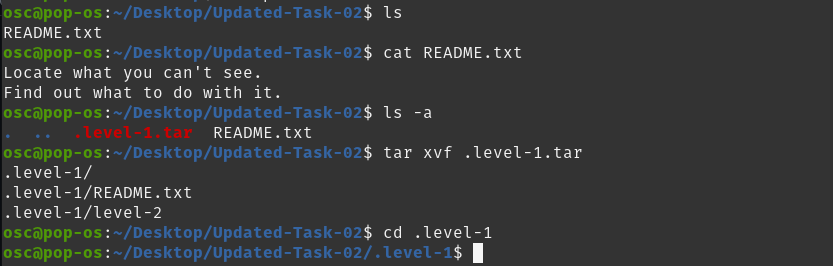 osc@pop-os:~/Desktop/Updated-Task-02$ ls
README.txt
osc@pop-os:~/Desktop/Updated-Task-02$ cat README.txt
Locate what you can't see.
Find out what to do with it.
osc@pop-os:~/Desktop/Updated-Task-02$ ls -a
.  ..  .level-1.tar  README.txt
osc@pop-os:~/Desktop/Updated-Task-02$ tar xvf .level-1.tar
.level-1/
.level-1/README.txt
.level-1/level-2
osc@pop-os:~/Desktop/Updated-Task-02$ cd .level-1
osc@pop-os:~/Desktop/Updated-Task-02/.level-1$